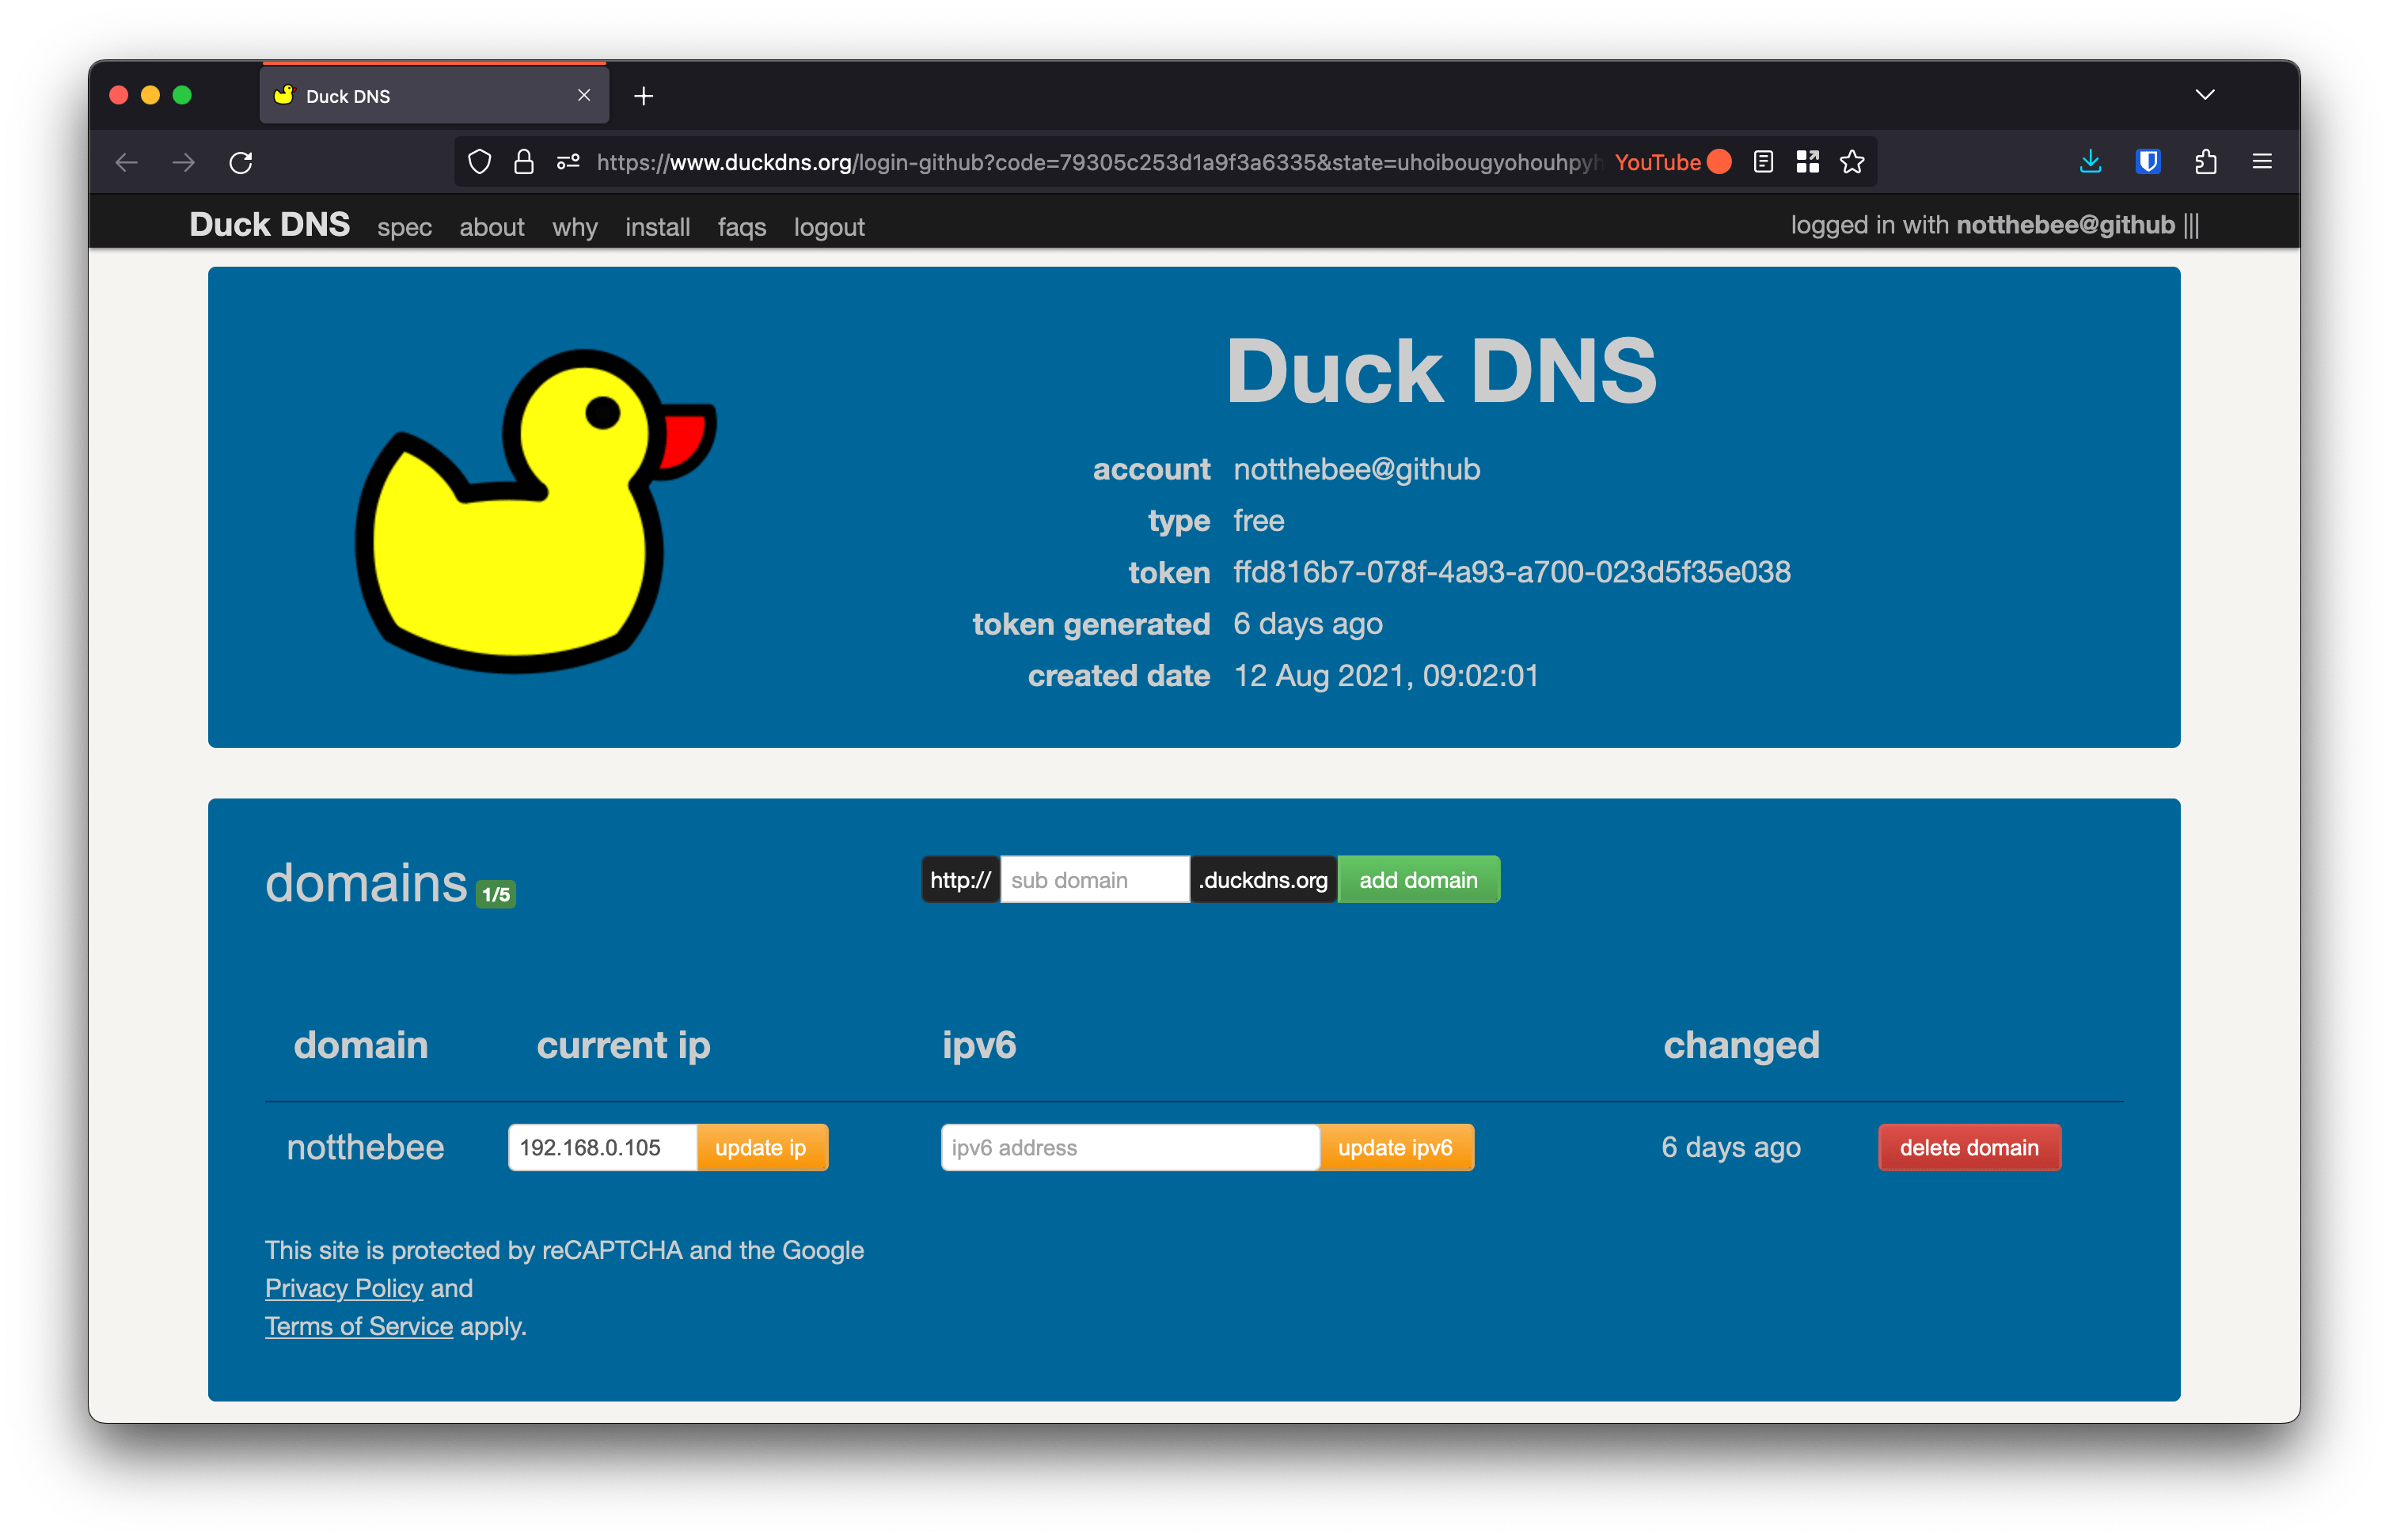 Duck DNS
https://www.duckdns.org/login-github?code=79305c253d1a9f3a6335&state=uhoibougyohouhpyh YouTube
Duck DNS spec about why install faqs logout logged in with notthebee@github |||
Duck DNS
account notthebee@github
type free
token ffd816b7-078f-4a93-a700-023d5f35e038
token generated 6 days ago
created date 12 Aug 2021, 09:02:01
domains 1/5 http:// sub domain .duckdns.org add domain
domain current ip ipv6 changed
notthebee 192.168.0.105 update ip ipv6 address update ipv6 6 days ago delete domain
This site is protected by reCAPTCHA and the Google
Privacy Policy and
Terms of Service apply.